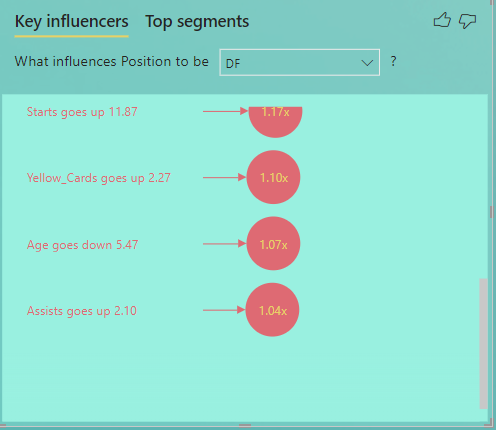 Key influencers Top segments
What influences Position to be DF ?
Starts goes up 11.87 1.17x
Yellow_Cards goes up 2.27 1.10x
Age goes down 5.47 1.07x
Assists goes up 2.10 1.04x